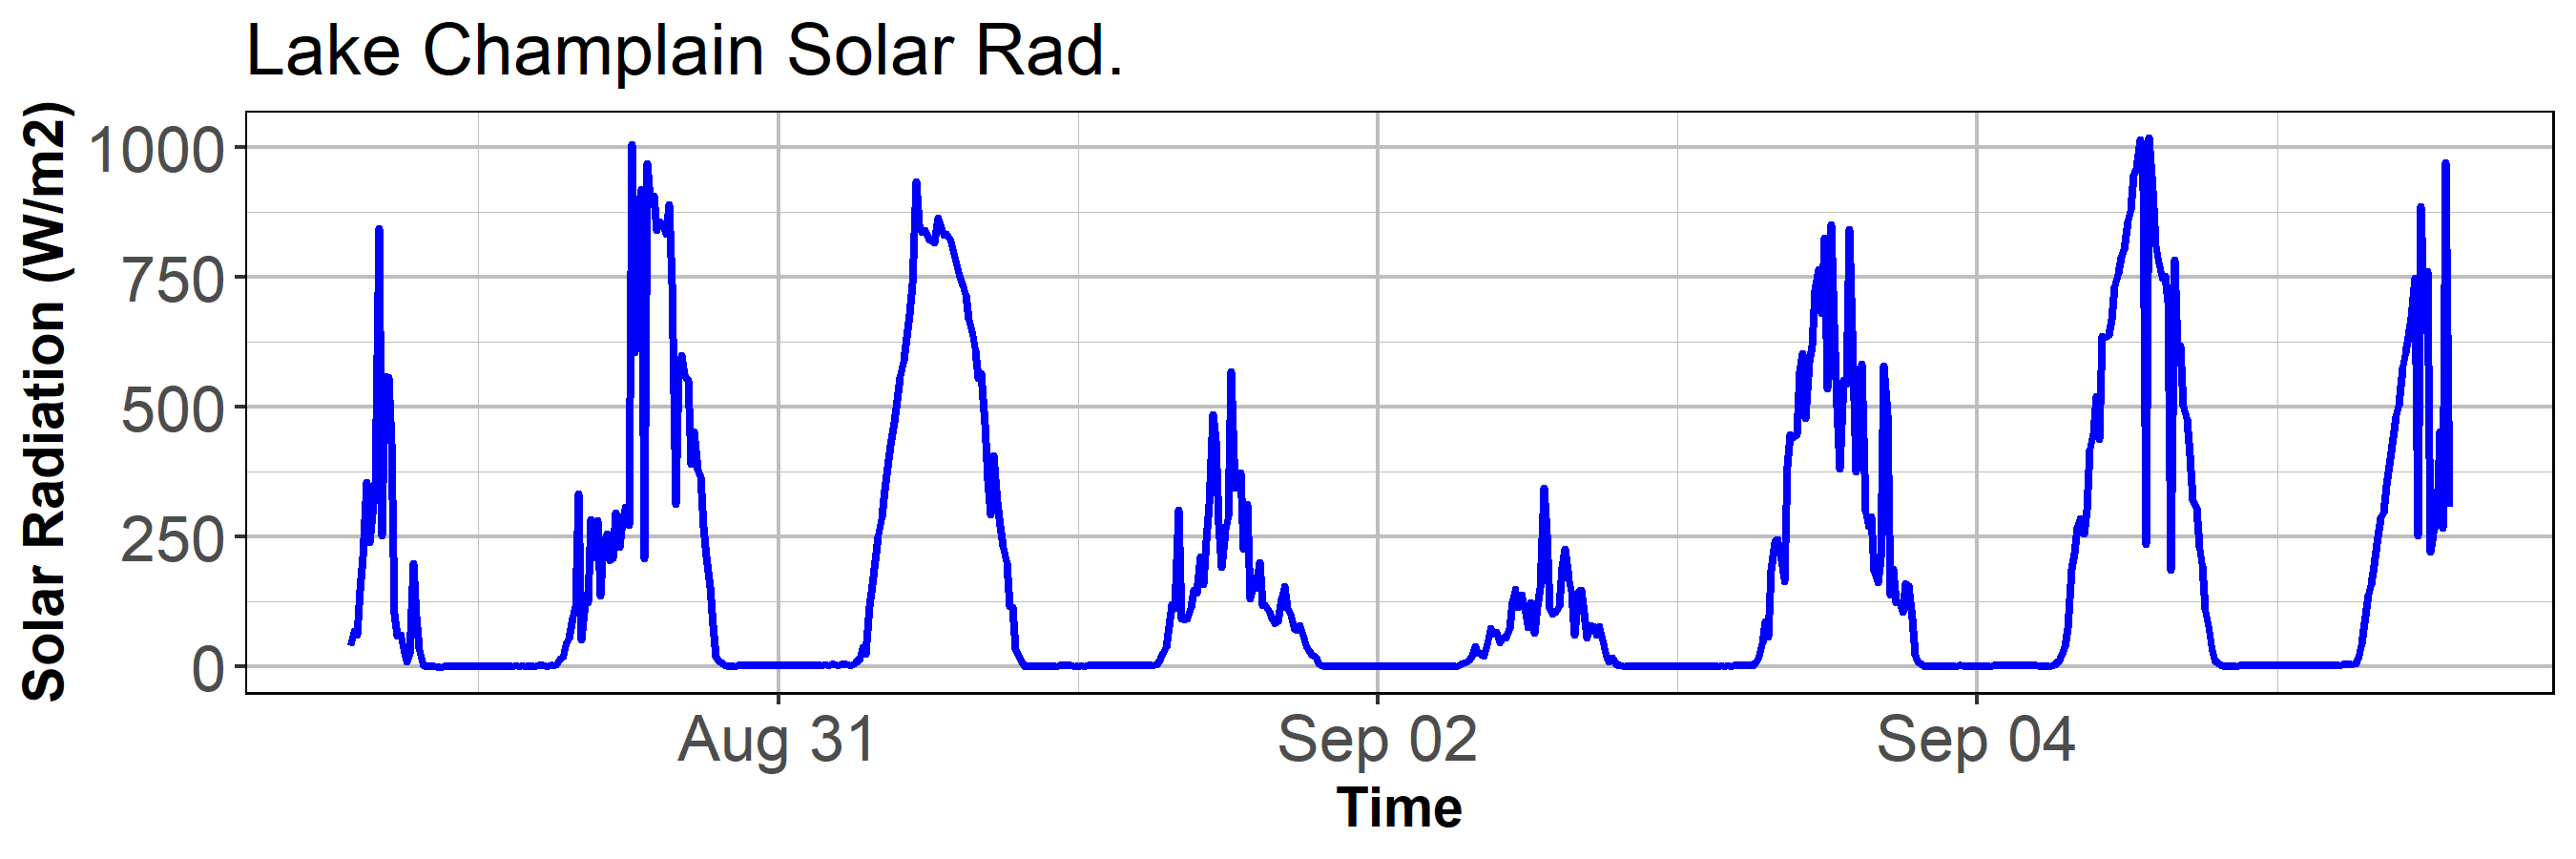 Lake Champlain Solar Rad.
Solar Radiation (W/m2)
1000
750
500
250
0
Aug 31
Sep 02
Sep 04
Time